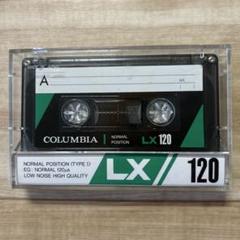 A
COLUMBIA NORMAL POSITION LX 120
NORMAL POSITION (TYPE I)
EQ: NORMAL 120μs
LOW NOISE HIGH QUALITY
LX/120